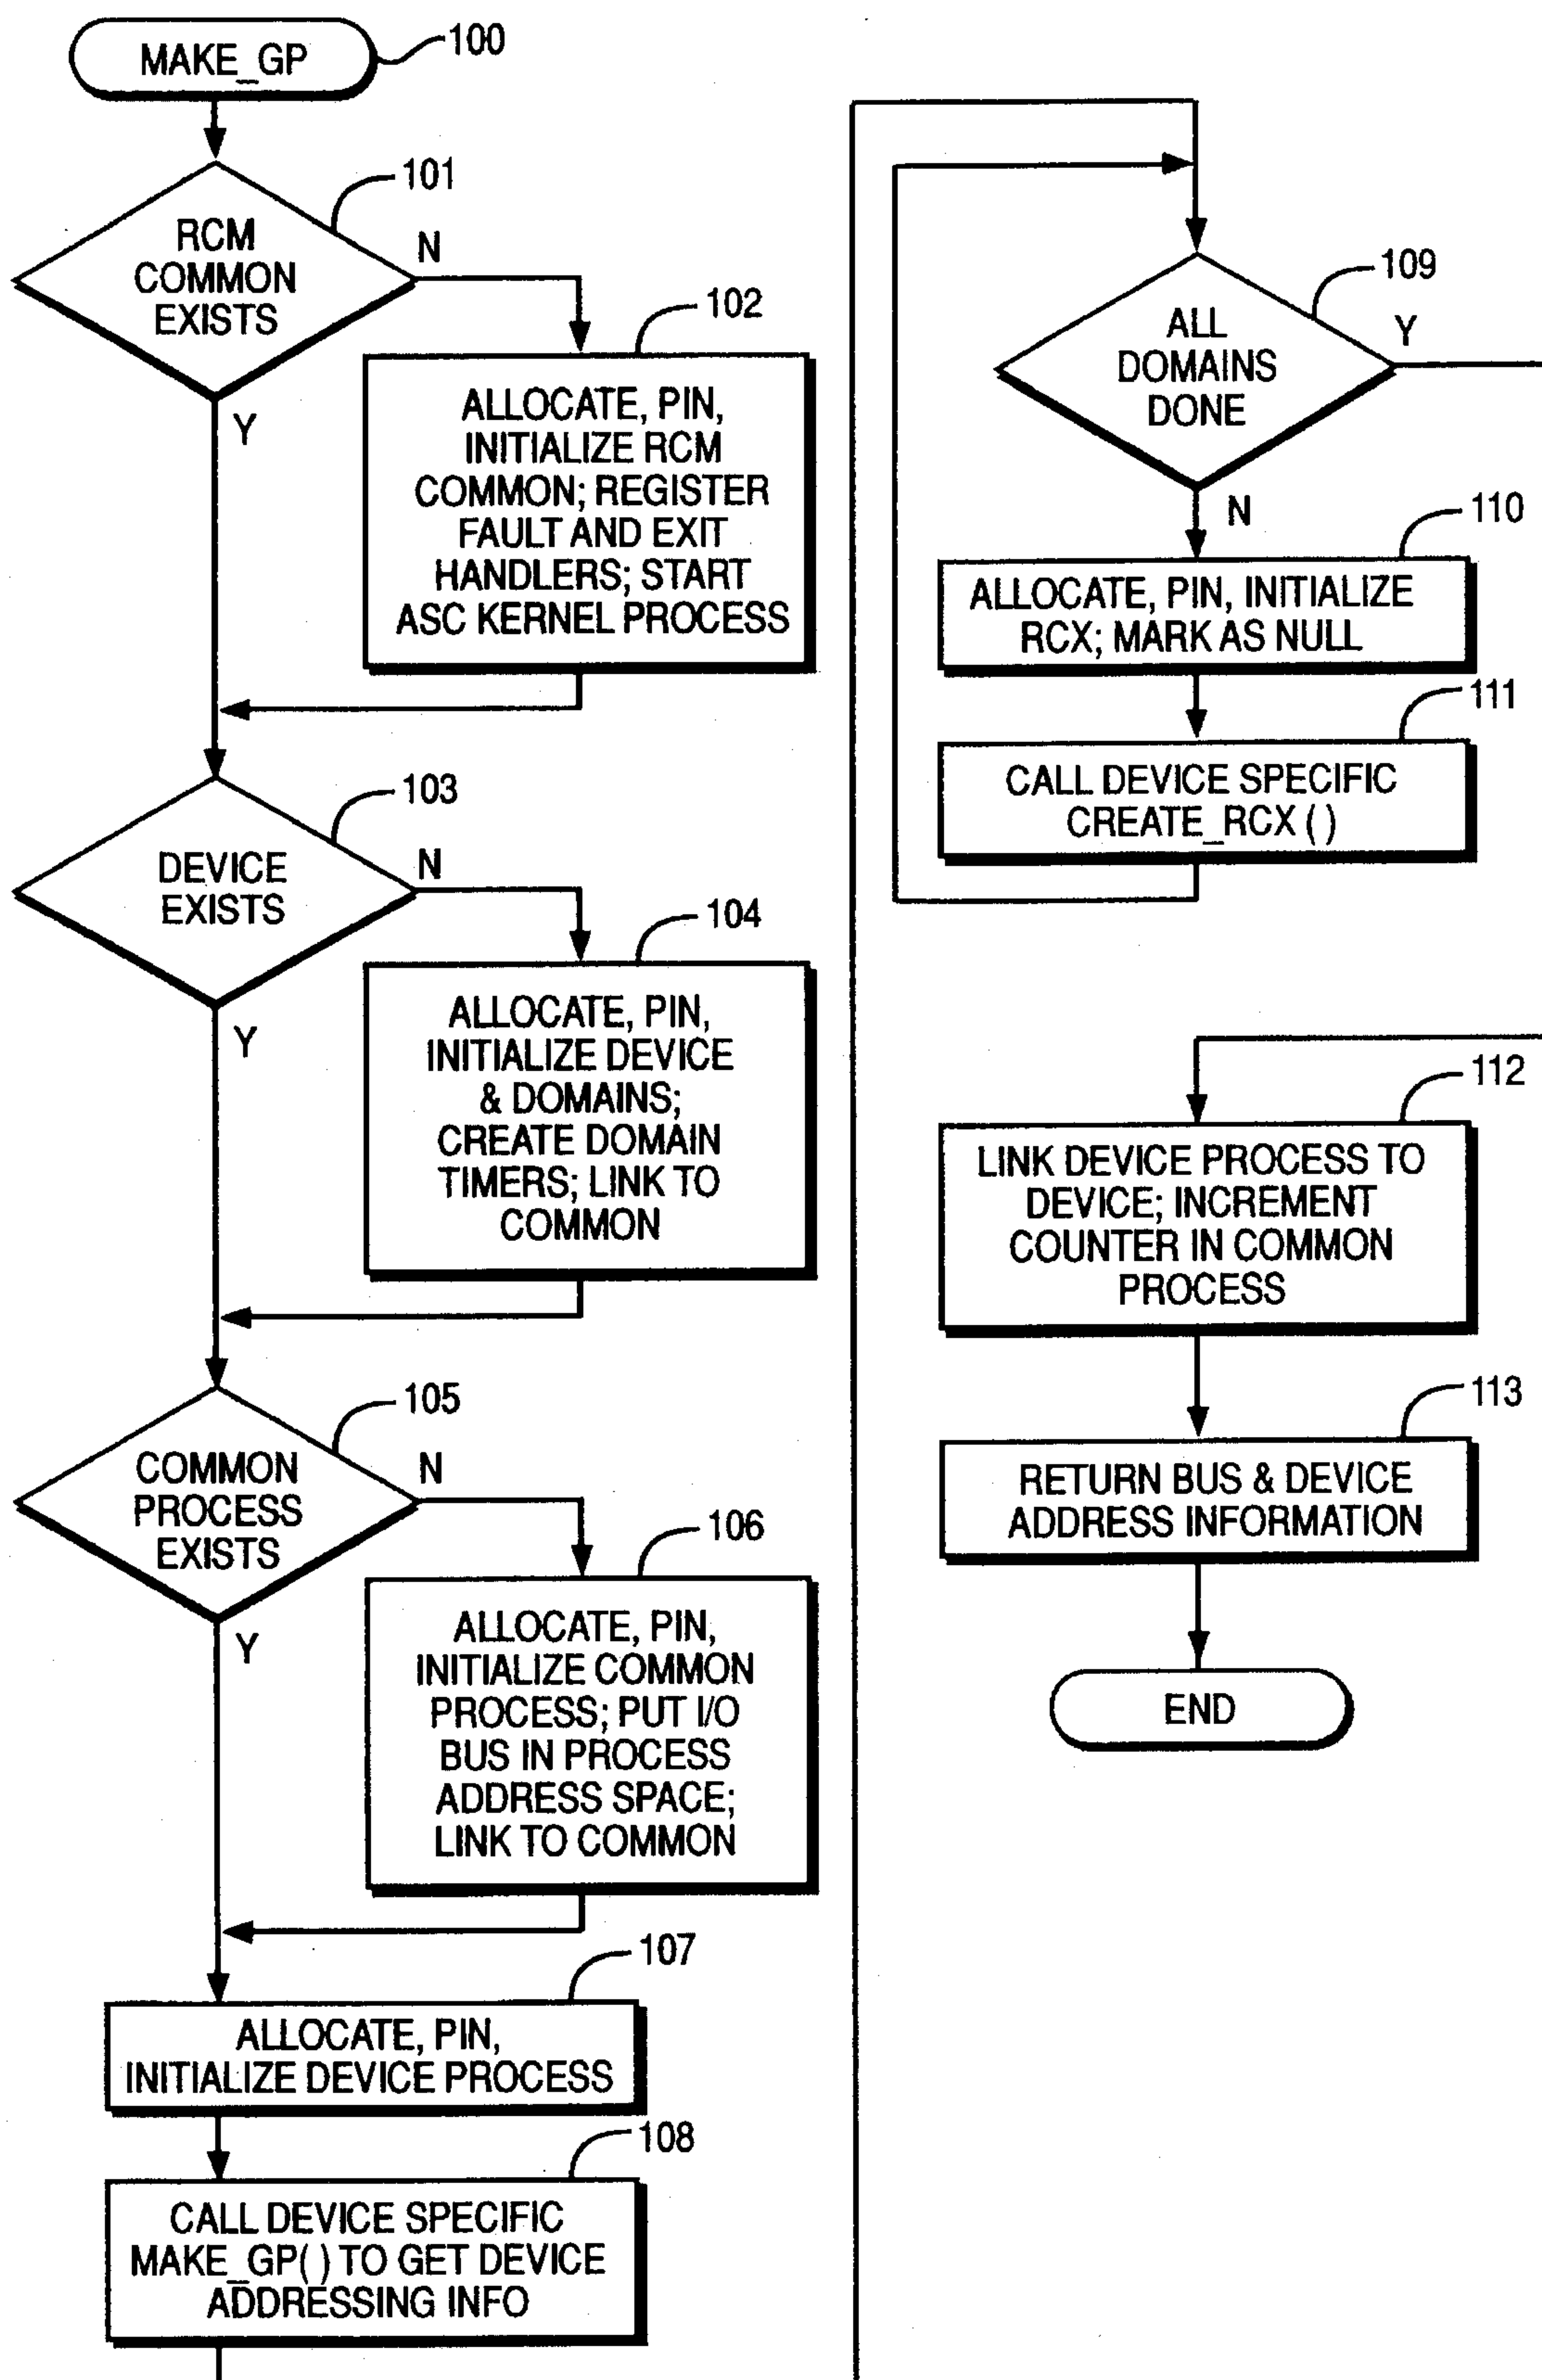 MAKE_GP
100
101
RCM
COMMON
EXISTS
N
Y
102
ALLOCATE, PIN,
INITIALIZE RCM
COMMON; REGISTER
FAULT AND EXIT
HANDLERS; START
ASC KERNEL PROCESS
103
DEVICE
EXISTS
N
Y
104
ALLOCATE, PIN,
INITIALIZE DEVICE
& DOMAINS;
CREATE DOMAIN
TIMERS; LINK TO
COMMON
105
COMMON
PROCESS
EXISTS
N
Y
106
ALLOCATE, PIN,
INITIALIZE COMMON
PROCESS; PUT I/O
BUS IN PROCESS
ADDRESS SPACE;
LINK TO COMMON
107
ALLOCATE, PIN,
INITIALIZE DEVICE PROCESS
108
CALL DEVICE SPECIFIC
MAKE_GP( ) TO GET DEVICE
ADDRESSING INFO
109
ALL
DOMAINS
DONE
Y
N
110
ALLOCATE, PIN, INITIALIZE
RCX; MARK AS NULL
111
CALL DEVICE SPECIFIC
CREATE_RCX ( )
112
LINK DEVICE PROCESS TO
DEVICE; INCREMENT
COUNTER IN COMMON
PROCESS
113
RETURN BUS & DEVICE
ADDRESS INFORMATION
END